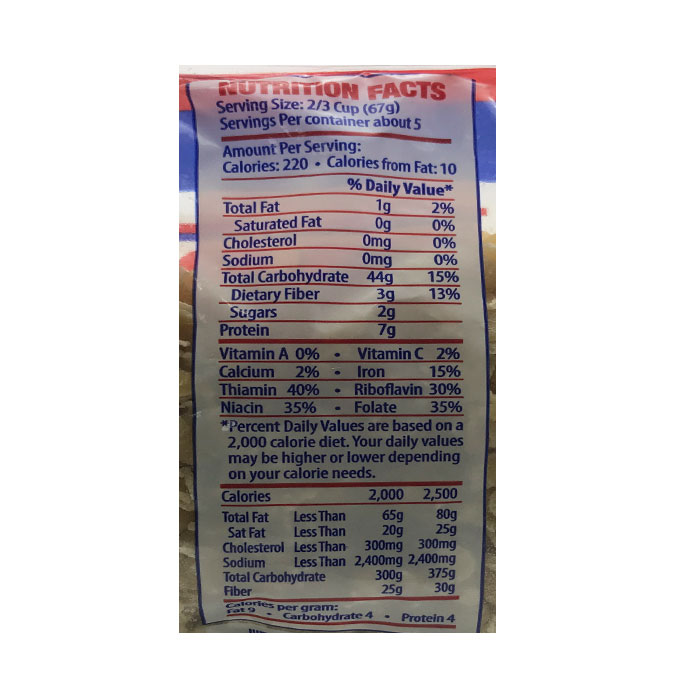 NUTRITION FACTS
Serving Size: 2/3 Cup (67g)
Servings Per container about 5
Amount Per Serving:
Calories: 220 • Calories from Fat: 10
% Daily Value*
Total Fat 1g 2%
Saturated Fat 0g 0%
Cholesterol 0mg 0%
Sodium 0mg 0%
Total Carbohydrate 44g 15%
Dietary Fiber 3g 13%
Sugars 2g
Protein 7g
Vitamin A 0% • Vitamin C 2%
Calcium 2% • Iron 15%
Thiamin 40% • Riboflavin 30%
Niacin 35% • Folate 35%
*Percent Daily Values are based on a
2,000 calorie diet. Your daily values
may be higher or lower depending
on your calorie needs.
Calories 2,000 2,500
Total Fat Less Than 65g 80g
Sat Fat Less Than 20g 25g
Cholesterol Less Than 300mg 300mg
Sodium Less Than 2,400mg 2,400mg
Total Carbohydrate 300g 375g
Fiber 25g 30g
Calories per gram:
Fat 9 • Carbohydrate 4 • Protein 4